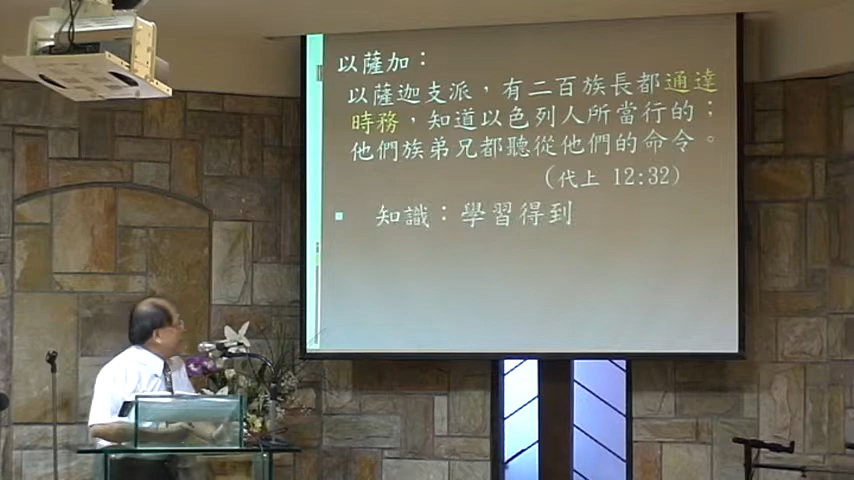 以薩加：
以薩迦支派，有二百族長都通達
時務，知道以色列人所當行的；
他們族弟兄都聽從他們的命令。
(代上 12:32)
知識：學習得到